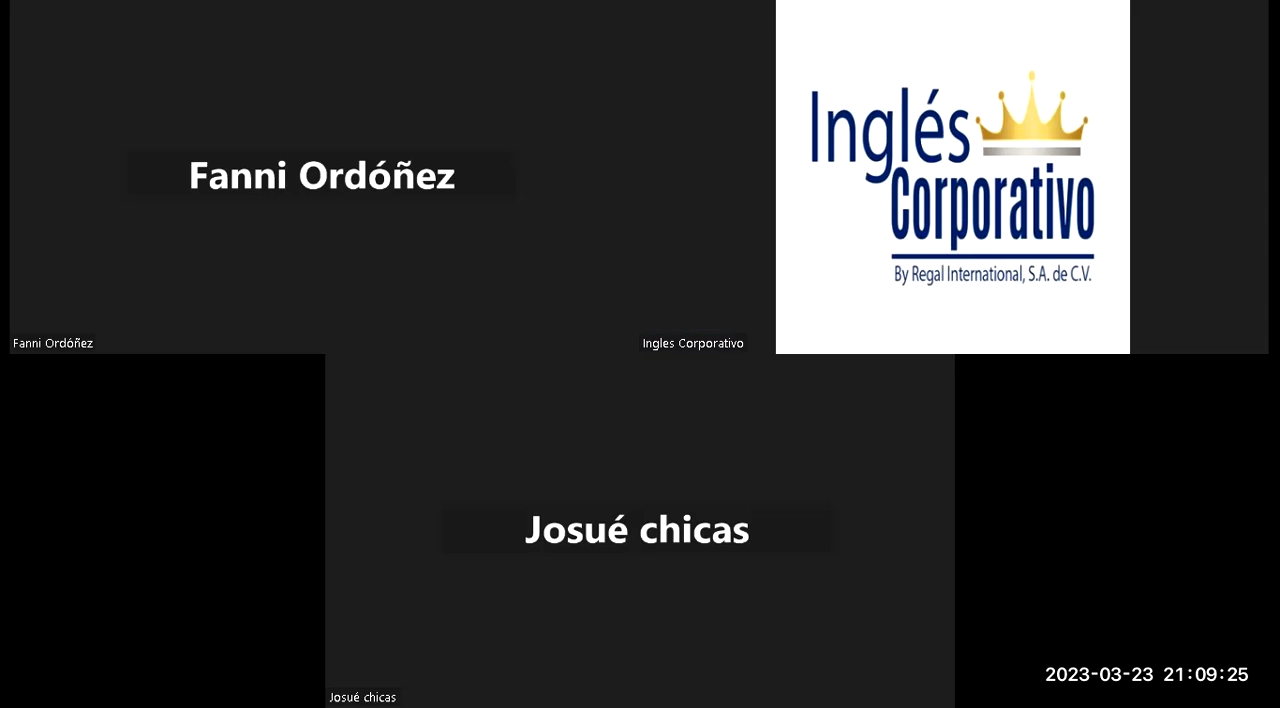 Fanni Ordóñez
Fanni Ordóñez
Inglés
Corporativo
By Regal International, S.A. de C.V.
Ingles Corporativo
Josué chicas
Josué chicas
2023-03-23 21:09:25